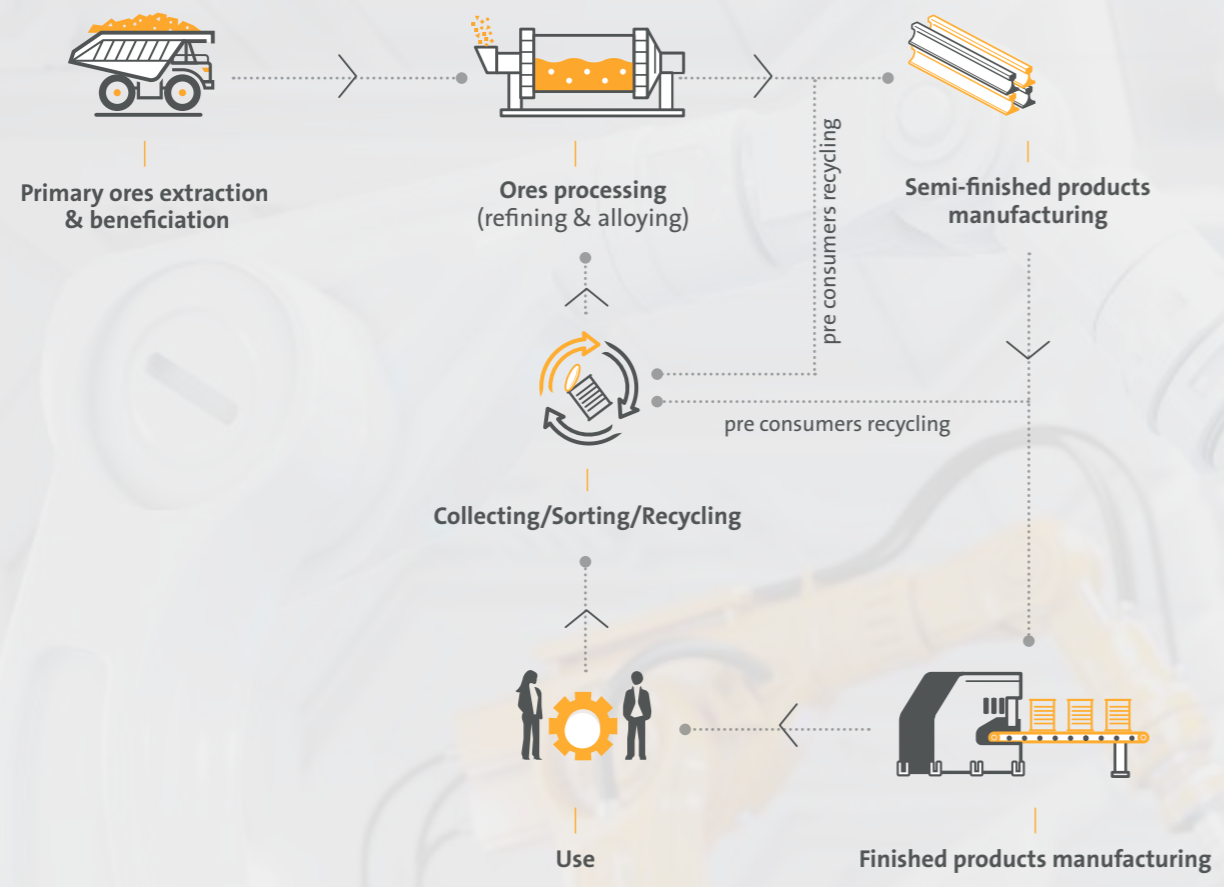 Primary ores extraction
& beneficiation
Ores processing
(refining & alloying)
Semi-finished products
manufacturing
pre consumers recycling
pre consumers recycling
Collecting/Sorting/Recycling
Use
Finished products manufacturing